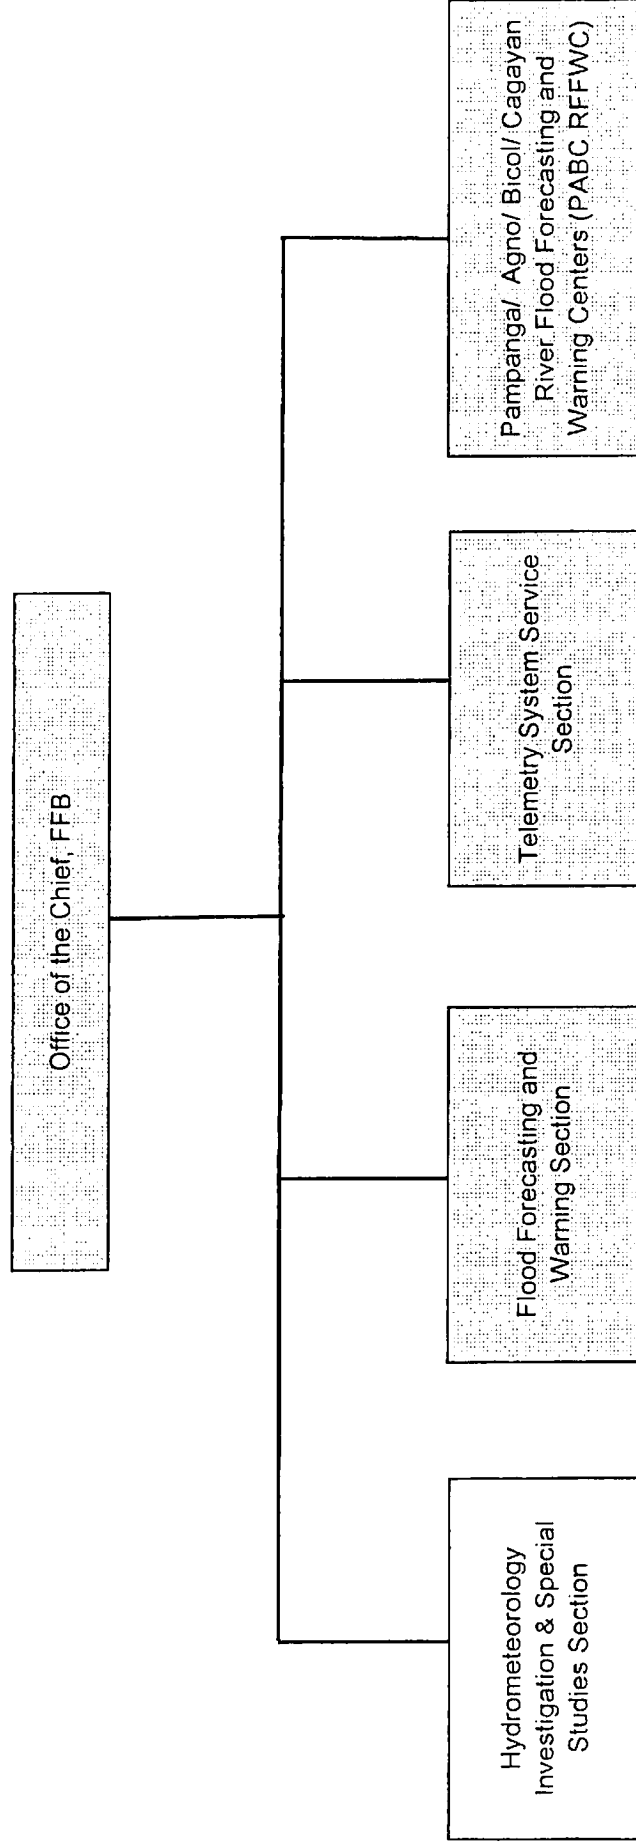 Office of the Chief, FFB
Hydrometeorology
Investigation & Special
Studies Section
Flood Forecasting and
Warning Section
Telemetry System Service
Section
Pampanga/ Agno/ Bicol/ Cagayan
River Flood Forecasting and
Warning Centers (PABC RFFWC)